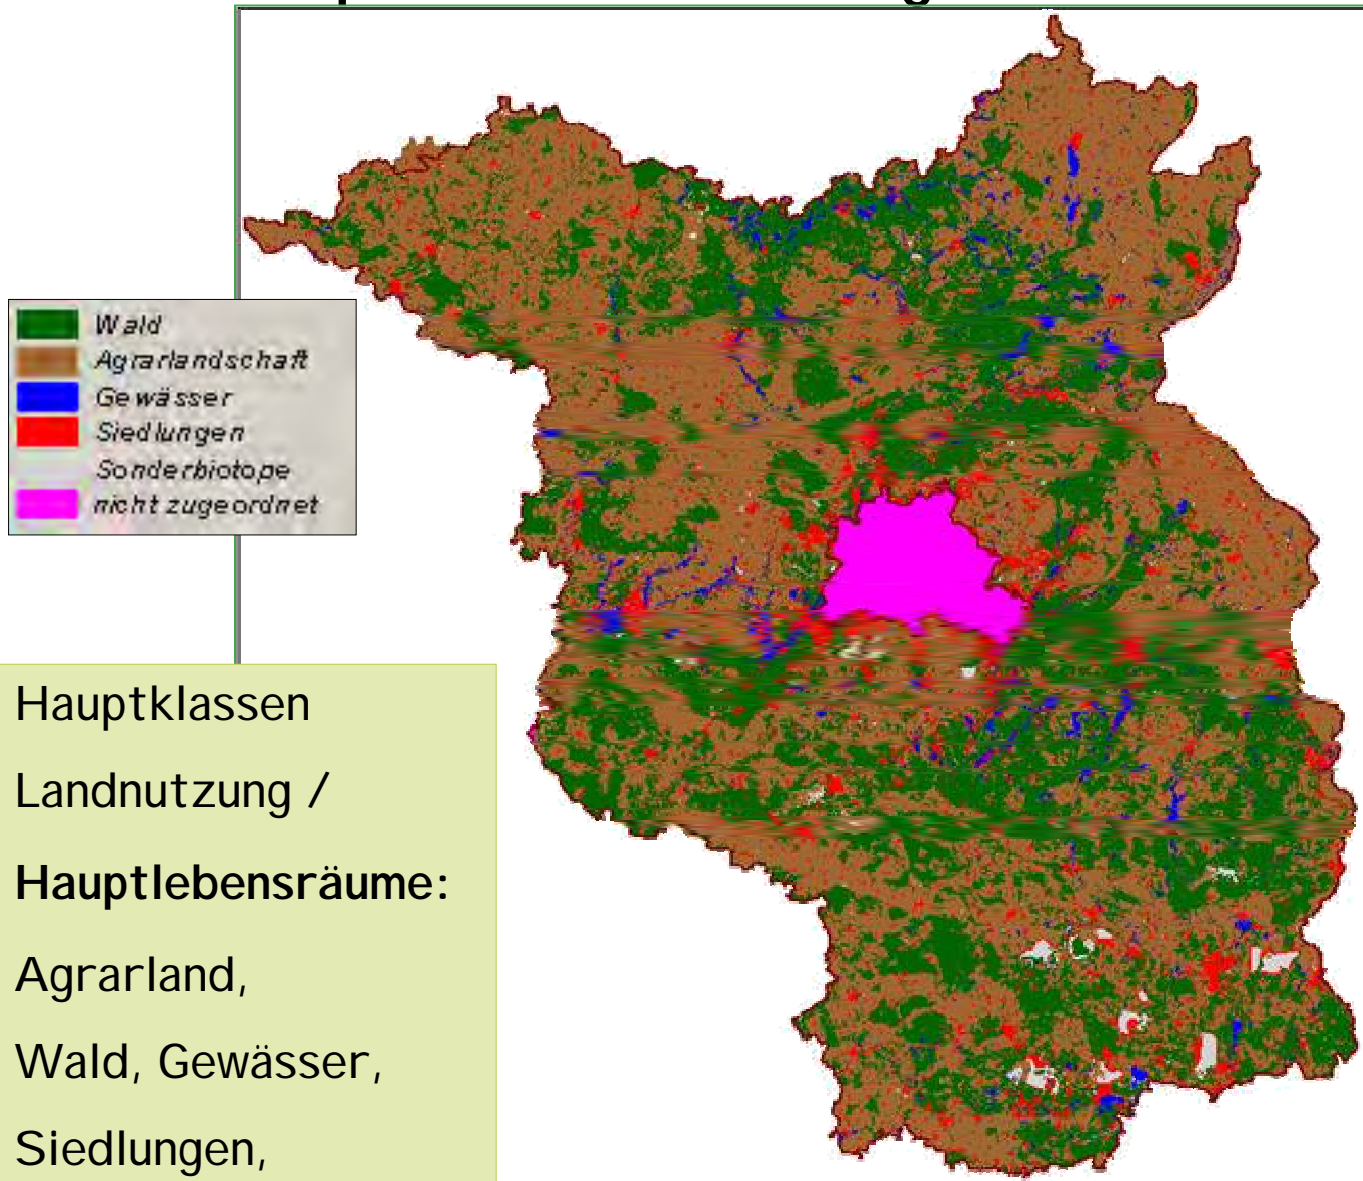 Wald
Agrarlandschaft
Gewässer
Siedlungen
Sonderbiotope
nicht zugeordnet
Hauptklassen
Landnutzung /
Hauptlebensräume:
Agrarland,
Wald, Gewässer,
Siedlungen,